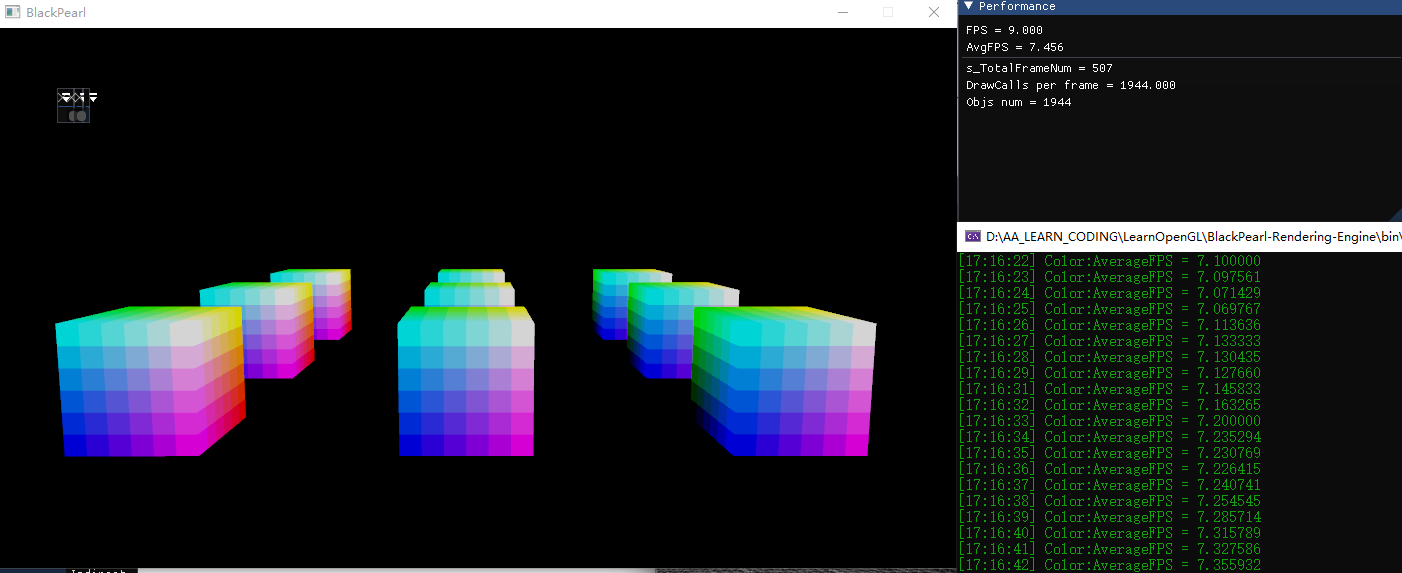 BlackPearl
Performance
FPS = 9.000
AvgFPS = 7.456
s_TotalFrameNum = 507
DrawCalls per frame = 1944.000
Objs num = 1944
D:\AA_LEARN_CODING\LearnOpenGL\BlackPearl-Rendering-Engine\bin\
[17:16:22] Color:AverageFPS = 7.100000
[17:16:23] Color:AverageFPS = 7.097561
[17:16:24] Color:AverageFPS = 7.071429
[17:16:25] Color:AverageFPS = 7.069767
[17:16:26] Color:AverageFPS = 7.113636
[17:16:27] Color:AverageFPS = 7.133333
[17:16:28] Color:AverageFPS = 7.130435
[17:16:29] Color:AverageFPS = 7.127660
[17:16:31] Color:AverageFPS = 7.145833
[17:16:32] Color:AverageFPS = 7.163265
[17:16:33] Color:AverageFPS = 7.200000
[17:16:34] Color:AverageFPS = 7.235294
[17:16:35] Color:AverageFPS = 7.230769
[17:16:36] Color:AverageFPS = 7.226415
[17:16:37] Color:AverageFPS = 7.240741
[17:16:38] Color:AverageFPS = 7.254545
[17:16:39] Color:AverageFPS = 7.285714
[17:16:40] Color:AverageFPS = 7.315789
[17:16:41] Color:AverageFPS = 7.327586
[17:16:42] Color:AverageFPS = 7.355932